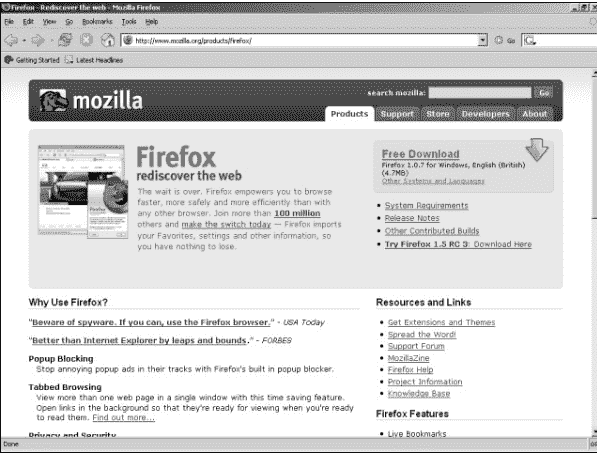 Firefox - Rediscover the web - Mozilla Firefox
File Edit View Go Bookmarks Tools Help
http://www.mozilla.org/products/firefox/
Go
Getting Started Latest Headlines
mozilla
search mozilla:
Go
Products Support Store Developers About
Firefox
rediscover the web
The wait is over. Firefox empowers you to browse
faster, more safely and more efficiently than with
any other browser. Join more than 100 million
others and make the switch today — Firefox imports
your Favorites, settings and other information, so
you have nothing to lose.
Free Download
Firefox 1.0.7 for Windows, English (British)
(4.7MB)
Other Systems and Languages
System Requirements
Release Notes
Other Contributed Builds
Try Firefox 1.5 RC 3: Download Here
Why Use Firefox?
"Beware of spyware. If you can, use the Firefox browser." - USA Today
"Better than Internet Explorer by leaps and bounds." - FORBES
Popup Blocking
Stop annoying popup ads in their tracks with Firefox's built in popup blocker.
Tabbed Browsing
View more than one web page in a single window with this time saving feature.
Open links in the background so that they're ready for viewing when you're ready
to read them. Find out more...
Privacy and Security
Resources and Links
Get Extensions and Themes
Spread the Word!
Support Forum
MozillaZine
Firefox Help
Project Information
Knowledge Base
Firefox Features
Live Bookmarks
Done